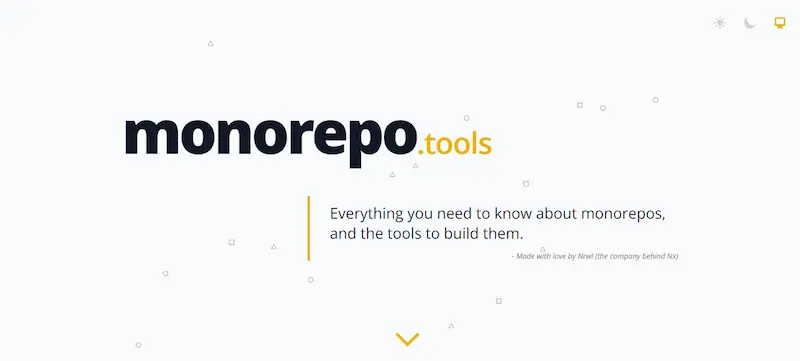 monorepo.tools
Everything you need to know about monorepos,
and the tools to build them.
- Made with love by Nrwl (the company behind Nx)